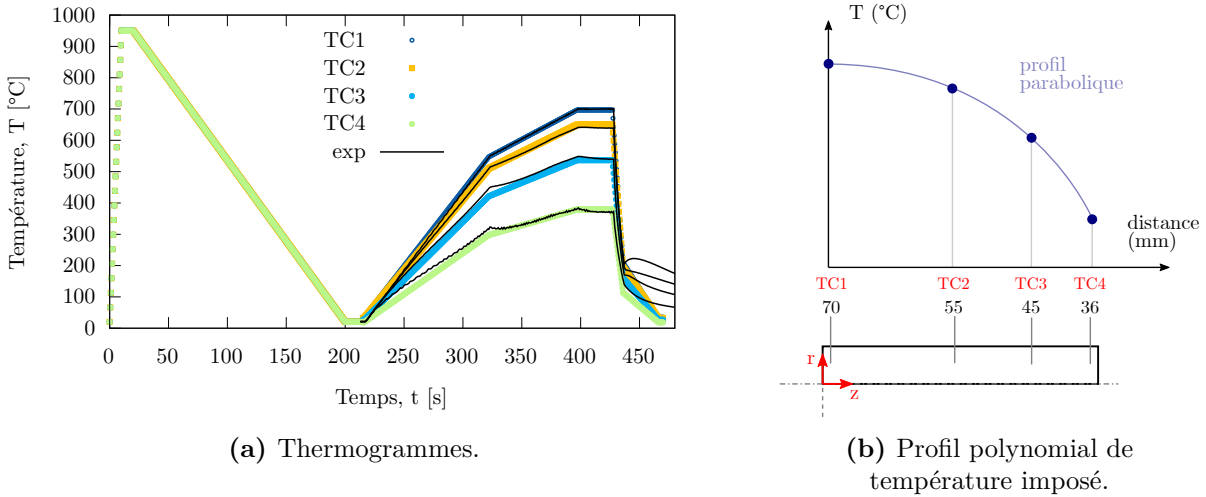 1000
900
800
700
600
500
400
300
200
100
0
Température, T [°C]
0
50
100
150
200
250
300
350
400
450
Temps, t [s]
TC1
TC2
TC3
TC4
exp
(a) Thermogrammes.
T (°C)
profil
parabolique
distance
(mm)
TC1 TC2 TC3 TC4
70 55 45 36
r
z
(b) Profil polynomial de
température imposé.